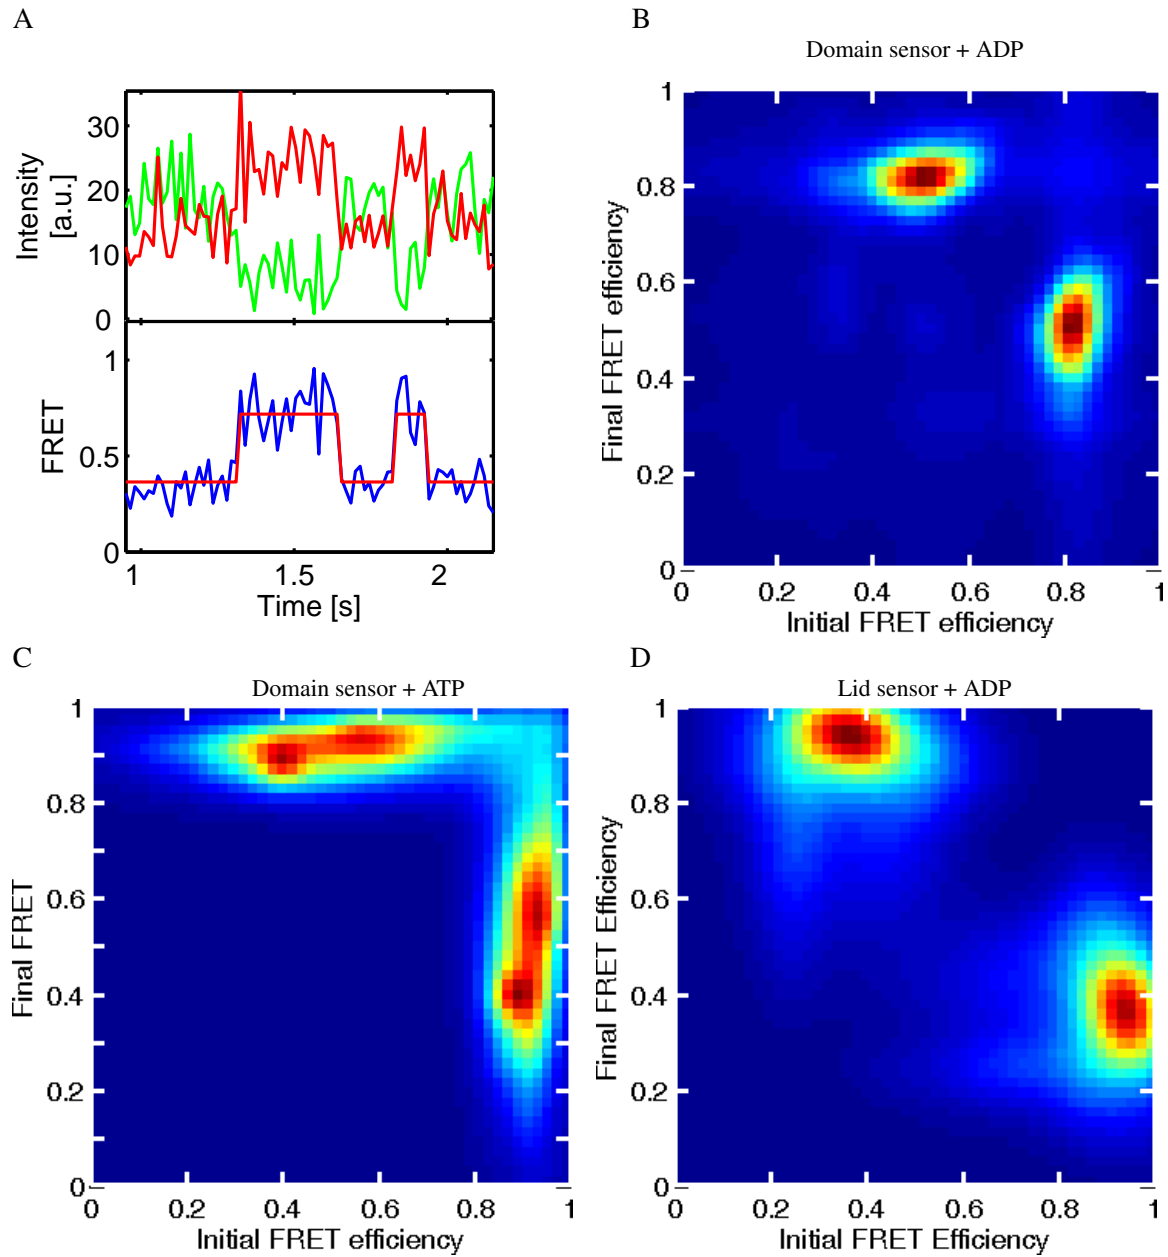 A
Intensity
[a.u.]
30
20
10
0
FRET
1
0.5
0
1
1.5
2
Time [s]
B
Domain sensor + ADP
Final FRET efficiency
1
0.8
0.6
0.4
0.2
0
0
0.2
0.4
0.6
0.8
1
Initial FRET efficiency
C
Domain sensor + ATP
Final FRET
1
0.8
0.6
0.4
0.2
0
0
0.2
0.4
0.6
0.8
1
Initial FRET efficiency
D
Lid sensor + ADP
Final FRET Efficiency
1
0.8
0.6
0.4
0.2
0
0
0.2
0.4
0.6
0.8
1
Initial FRET Efficiency